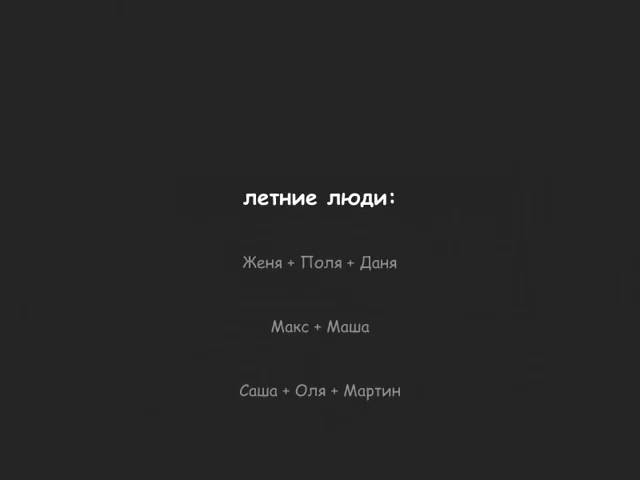 летние люди:
Женя + Поля + Даня
Макс + Маша
Саша + Оля + Мартин